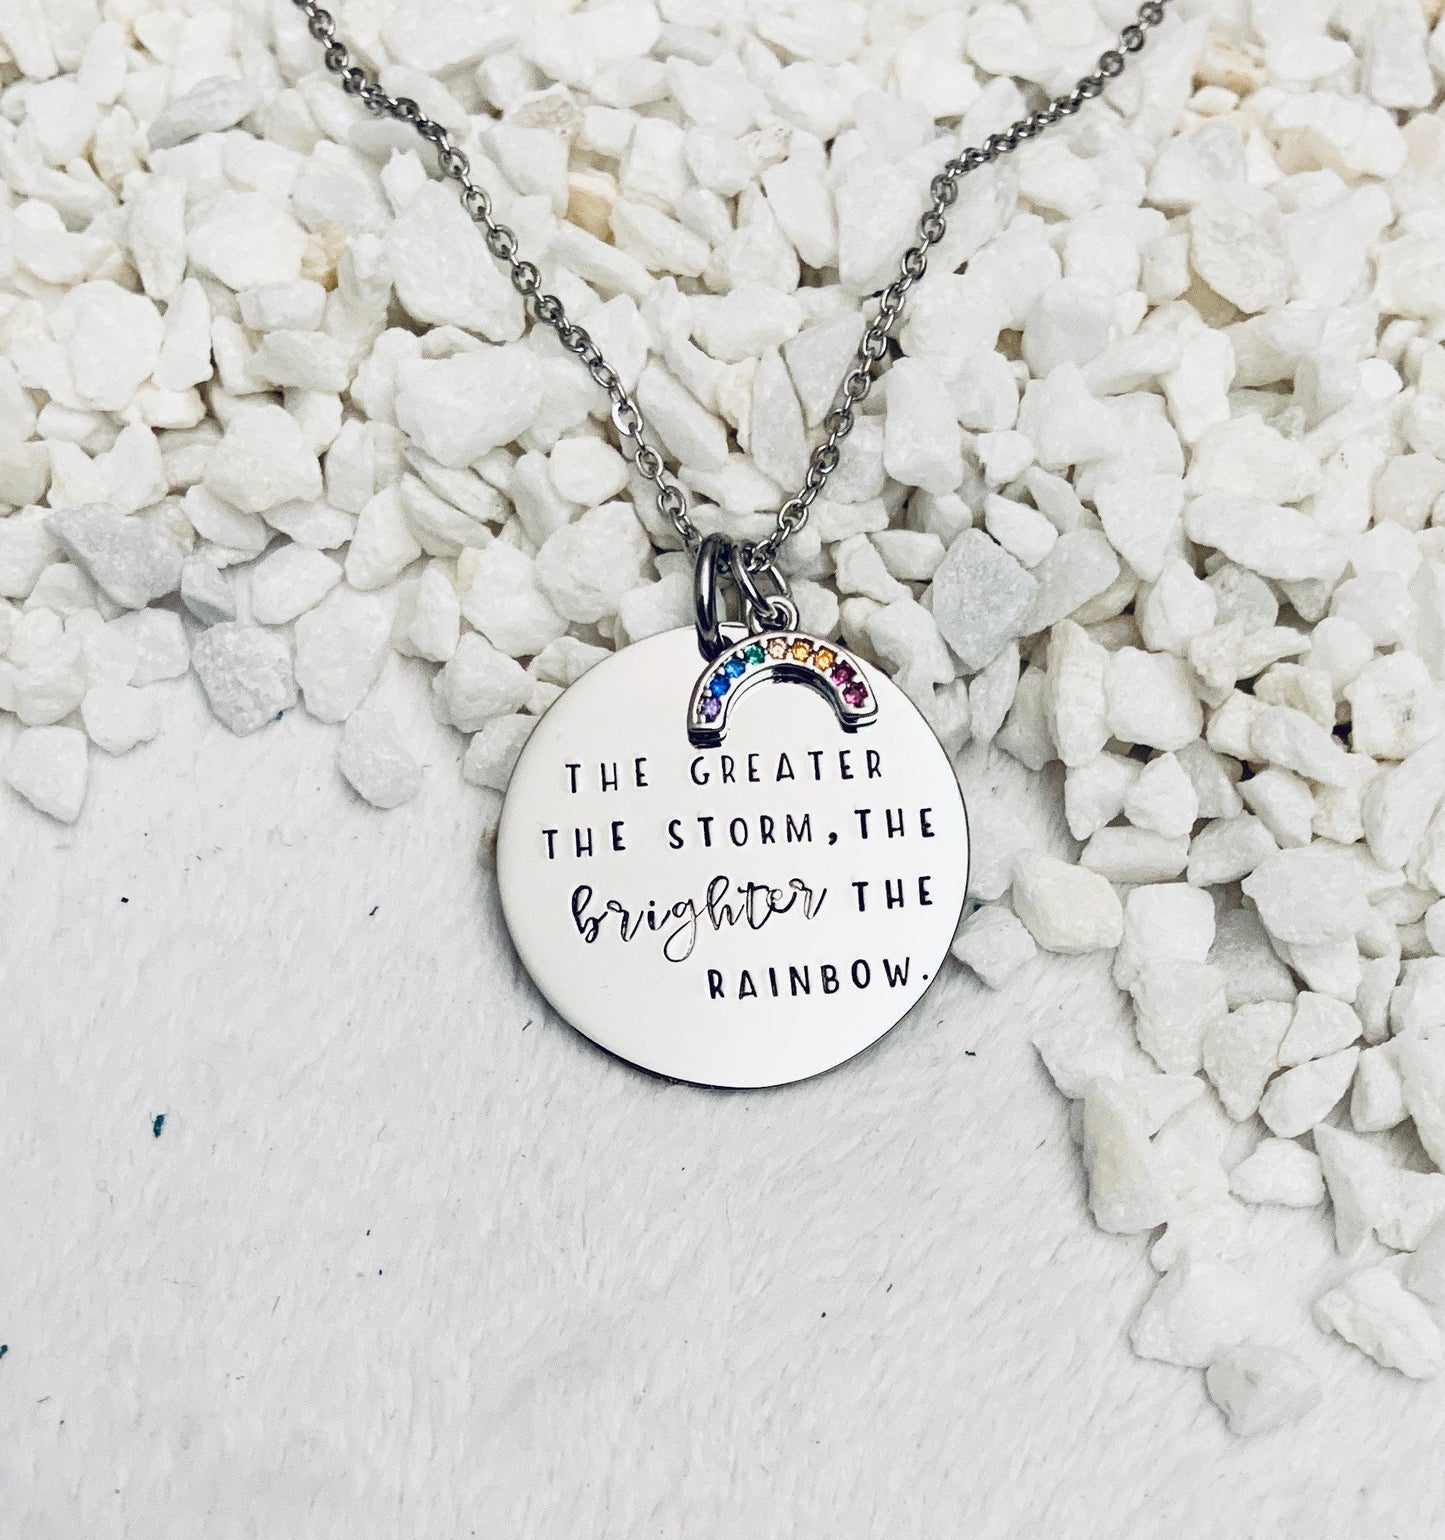 THE GREATER
THE STORM, THE
brighter THE
RAINBOW.